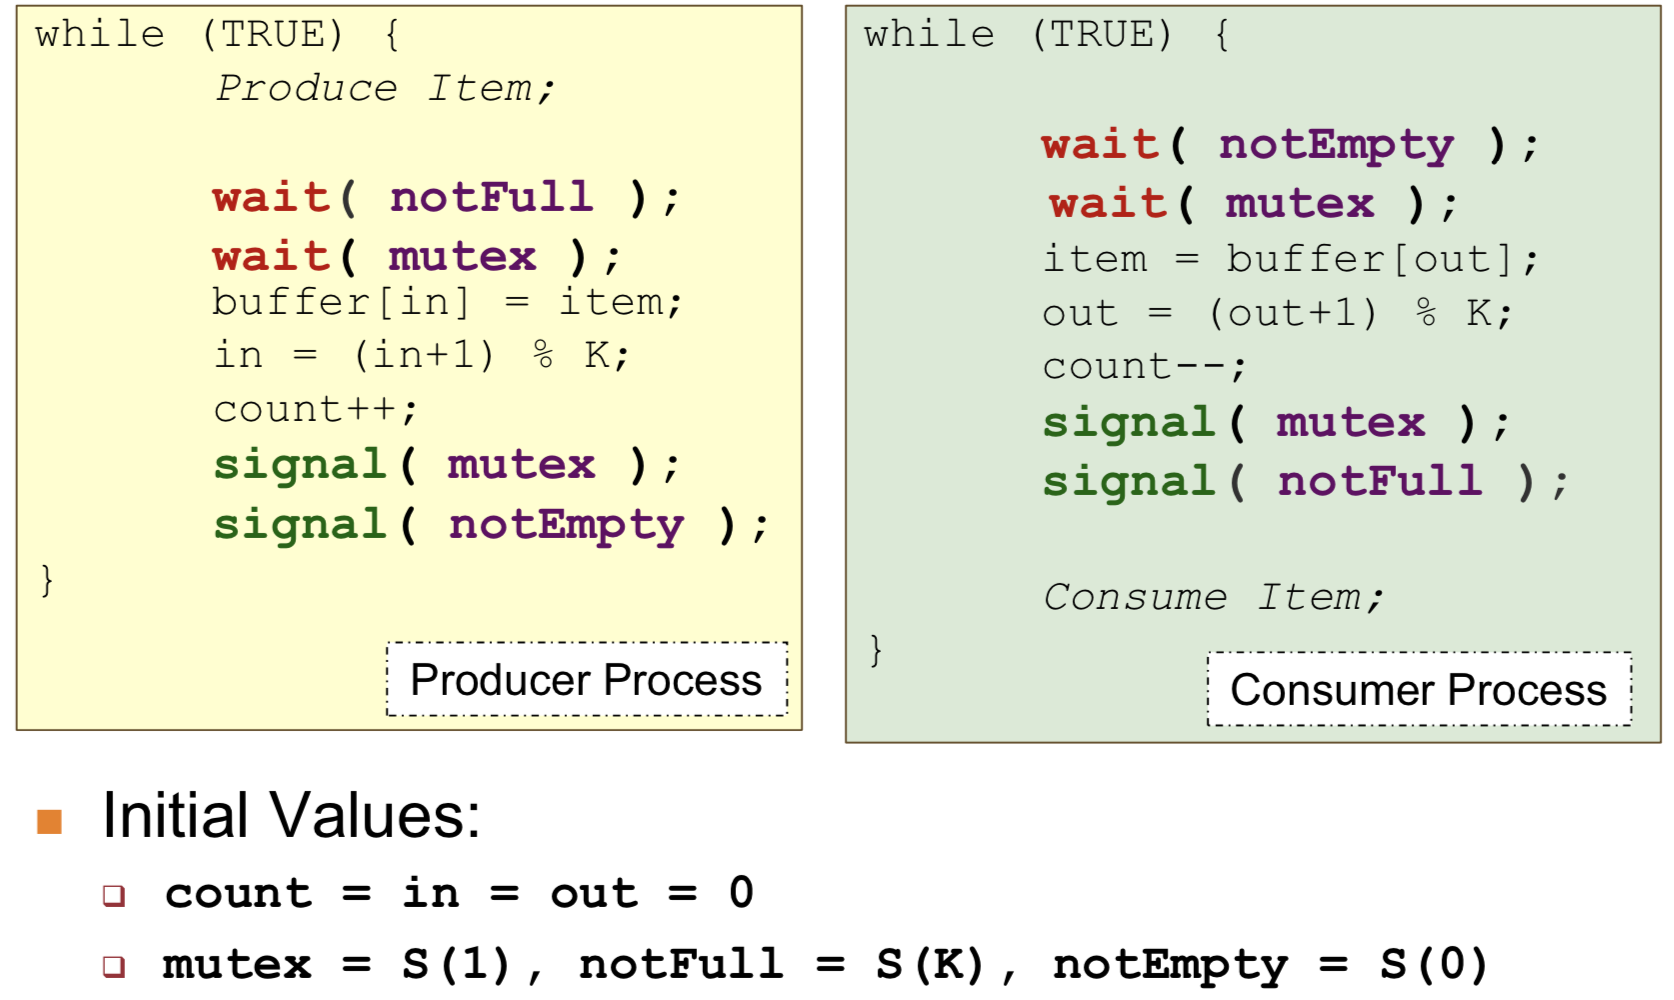 while (TRUE) {
Produce Item;
wait( notFull );
wait( mutex );
buffer[in] = item;
in = (in+1) % K;
count++;
signal( mutex );
signal( notEmpty );
}
Producer Process
while (TRUE) {
wait( notEmpty );
wait( mutex );
item = buffer[out];
out = (out+1) % K;
count--;
signal( mutex );
signal( notFull );
Consume Item;
}
Consumer Process
Initial Values:
count = in = out = 0
mutex = S(1), notFull = S(K), notEmpty = S(0)